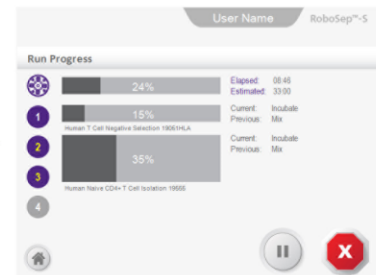 User Name RoboSep™-S
Run Progress
24%
Elapsed: 08:46
Estimated: 33:00
1
15%
Current: Incubate
Previous: Mix
Human T Cell Negative Selection 19051HLA
2
3
35%
Current: Incubate
Previous: Mix
Human Naive CD4+ T Cell Isolation 19555
4
X